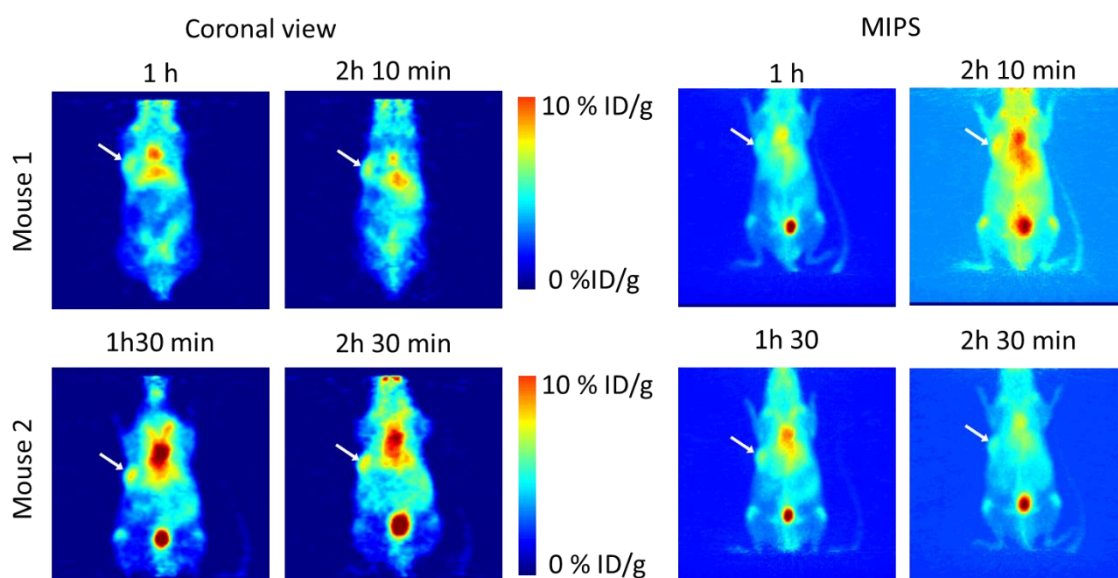 Coronal view
MIPS
1 h
2h 10 min
1 h
2h 10 min
Mouse 1
10 % ID/g
0 %ID/g
1h30 min
2h 30 min
1h 30
2h 30 min
Mouse 2
10 % ID/g
0 % ID/g